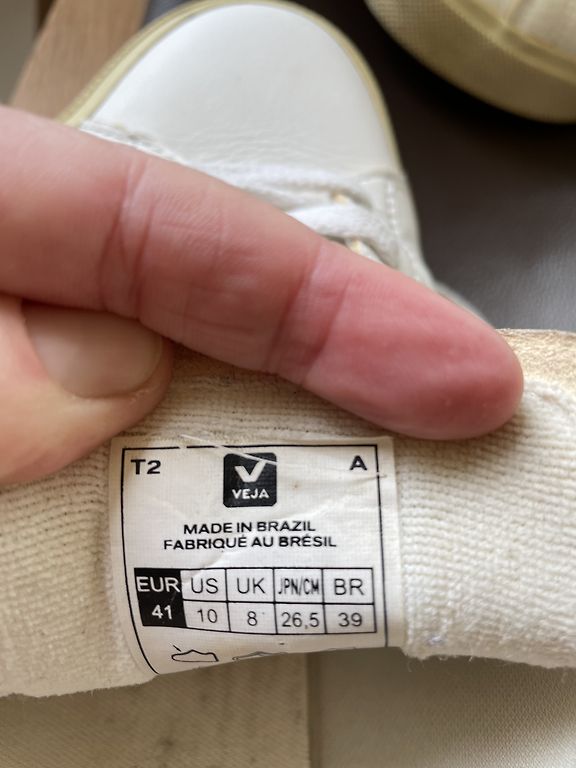 T2
A
V
VEJA
MADE IN BRAZIL
FABRIQUÉ AU BRÉSIL
EUR US UK JPN/CM BR
41 10 8 26,5 39